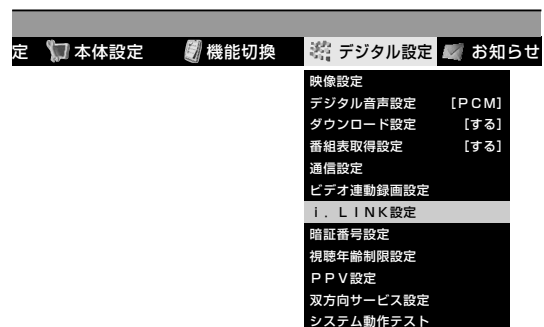 定 本体設定 機能切換 デジタル設定 お知らせ
映像設定
デジタル音声設定 [PCM]
ダウンロード設定 [する]
番組表取得設定 [する]
通信設定
ビデオ連動録画設定
i．LINK設定
暗証番号設定
視聴年齢制限設定
PPV設定
双方向サービス設定
システム動作テスト